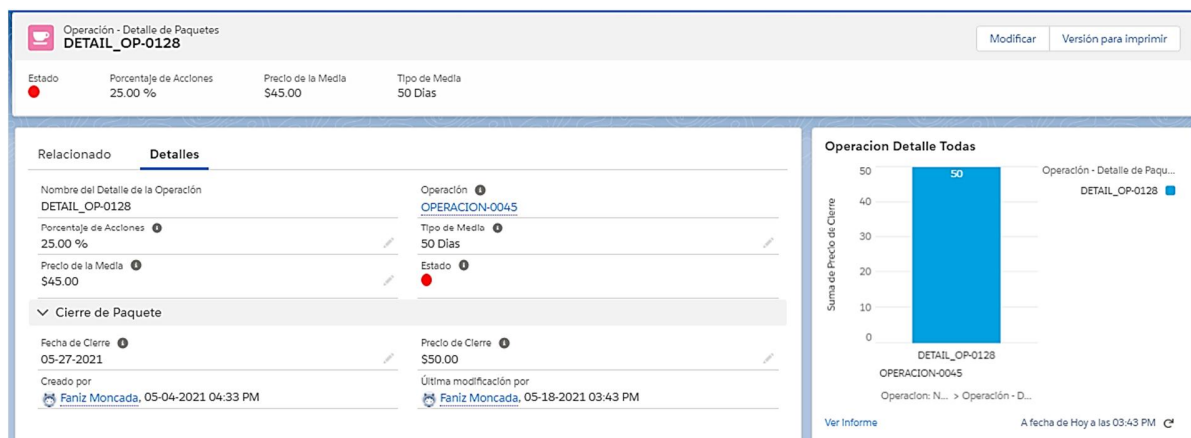 Operación - Detalle de Paquetes
DETAIL_OP-0128
Modificar Versión para imprimir
Estado Porcentaje de Acciones Precio de la Media Tipo de Media
25.00 % $45.00 50 Dias
Relacionado Detalles
Nombre del Detalle de la Operación Operación
DETAIL_OP-0128 OPERACION-0045
Porcentaje de Acciones Tipo de Media
25.00 % 50 Dias
Precio de la Media Estado
$45.00
Cierre de Paquete
Fecha de Cierre Precio de Cierre
05-27-2021 $50.00
Creado por Última modificación por
Faniz Moncada, 05-04-2021 04:33 PM Faniz Moncada, 05-18-2021 03:43 PM
Operacion Detalle Todas
Operación - Detalle de Paqu...
DETAIL_OP-0128
Suma de Precio de Cierre
50
40
30
20
10
0
50
DETAIL_OP-0128
OPERACION-0045
Operacion: N... > Operación - D...
Ver Informe A fecha de Hoy a las 03:43 PM